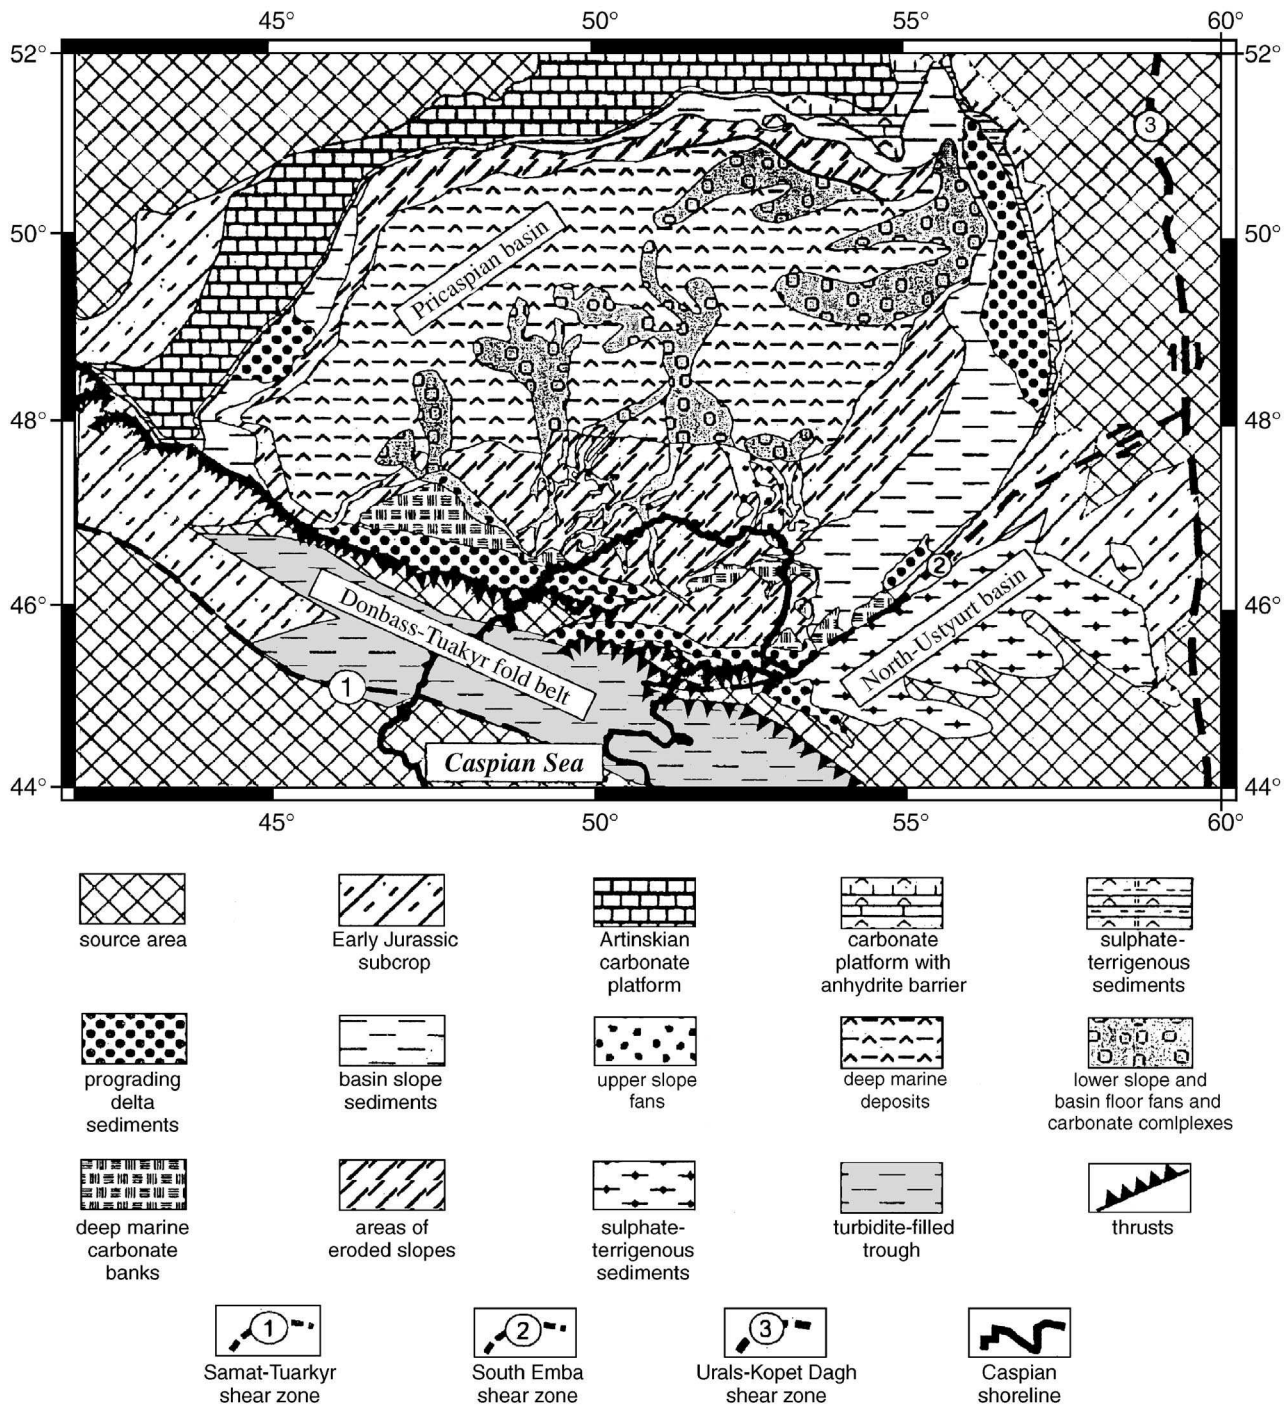 45° 50° 55° 60°
52° 52°
3
50° 50°
Pricaspian basin
48° 48°
2
46° 46°
Donbass-Tuakyr fold belt
North-Ustyurt basin
1
Caspian Sea
44° 44°
45° 50° 55° 60°
source area
Early Jurassic
subcrop
Artinskian
carbonate
platform
carbonate
platform with
anhydrite barrier
sulphate-
terrigenous
sediments
prograding
delta
sediments
basin slope
sediments
upper slope
fans
deep marine
deposits
lower slope and
basin floor fans and
carbonate comlplexes
deep marine
carbonate
banks
areas of
eroded slopes
sulphate-
terrigenous
sediments
turbidite-filled
trough
thrusts
1
Samat-Tuarkyr
shear zone
2
South Emba
shear zone
3
Urals-Kopet Dagh
shear zone
Caspian
shoreline